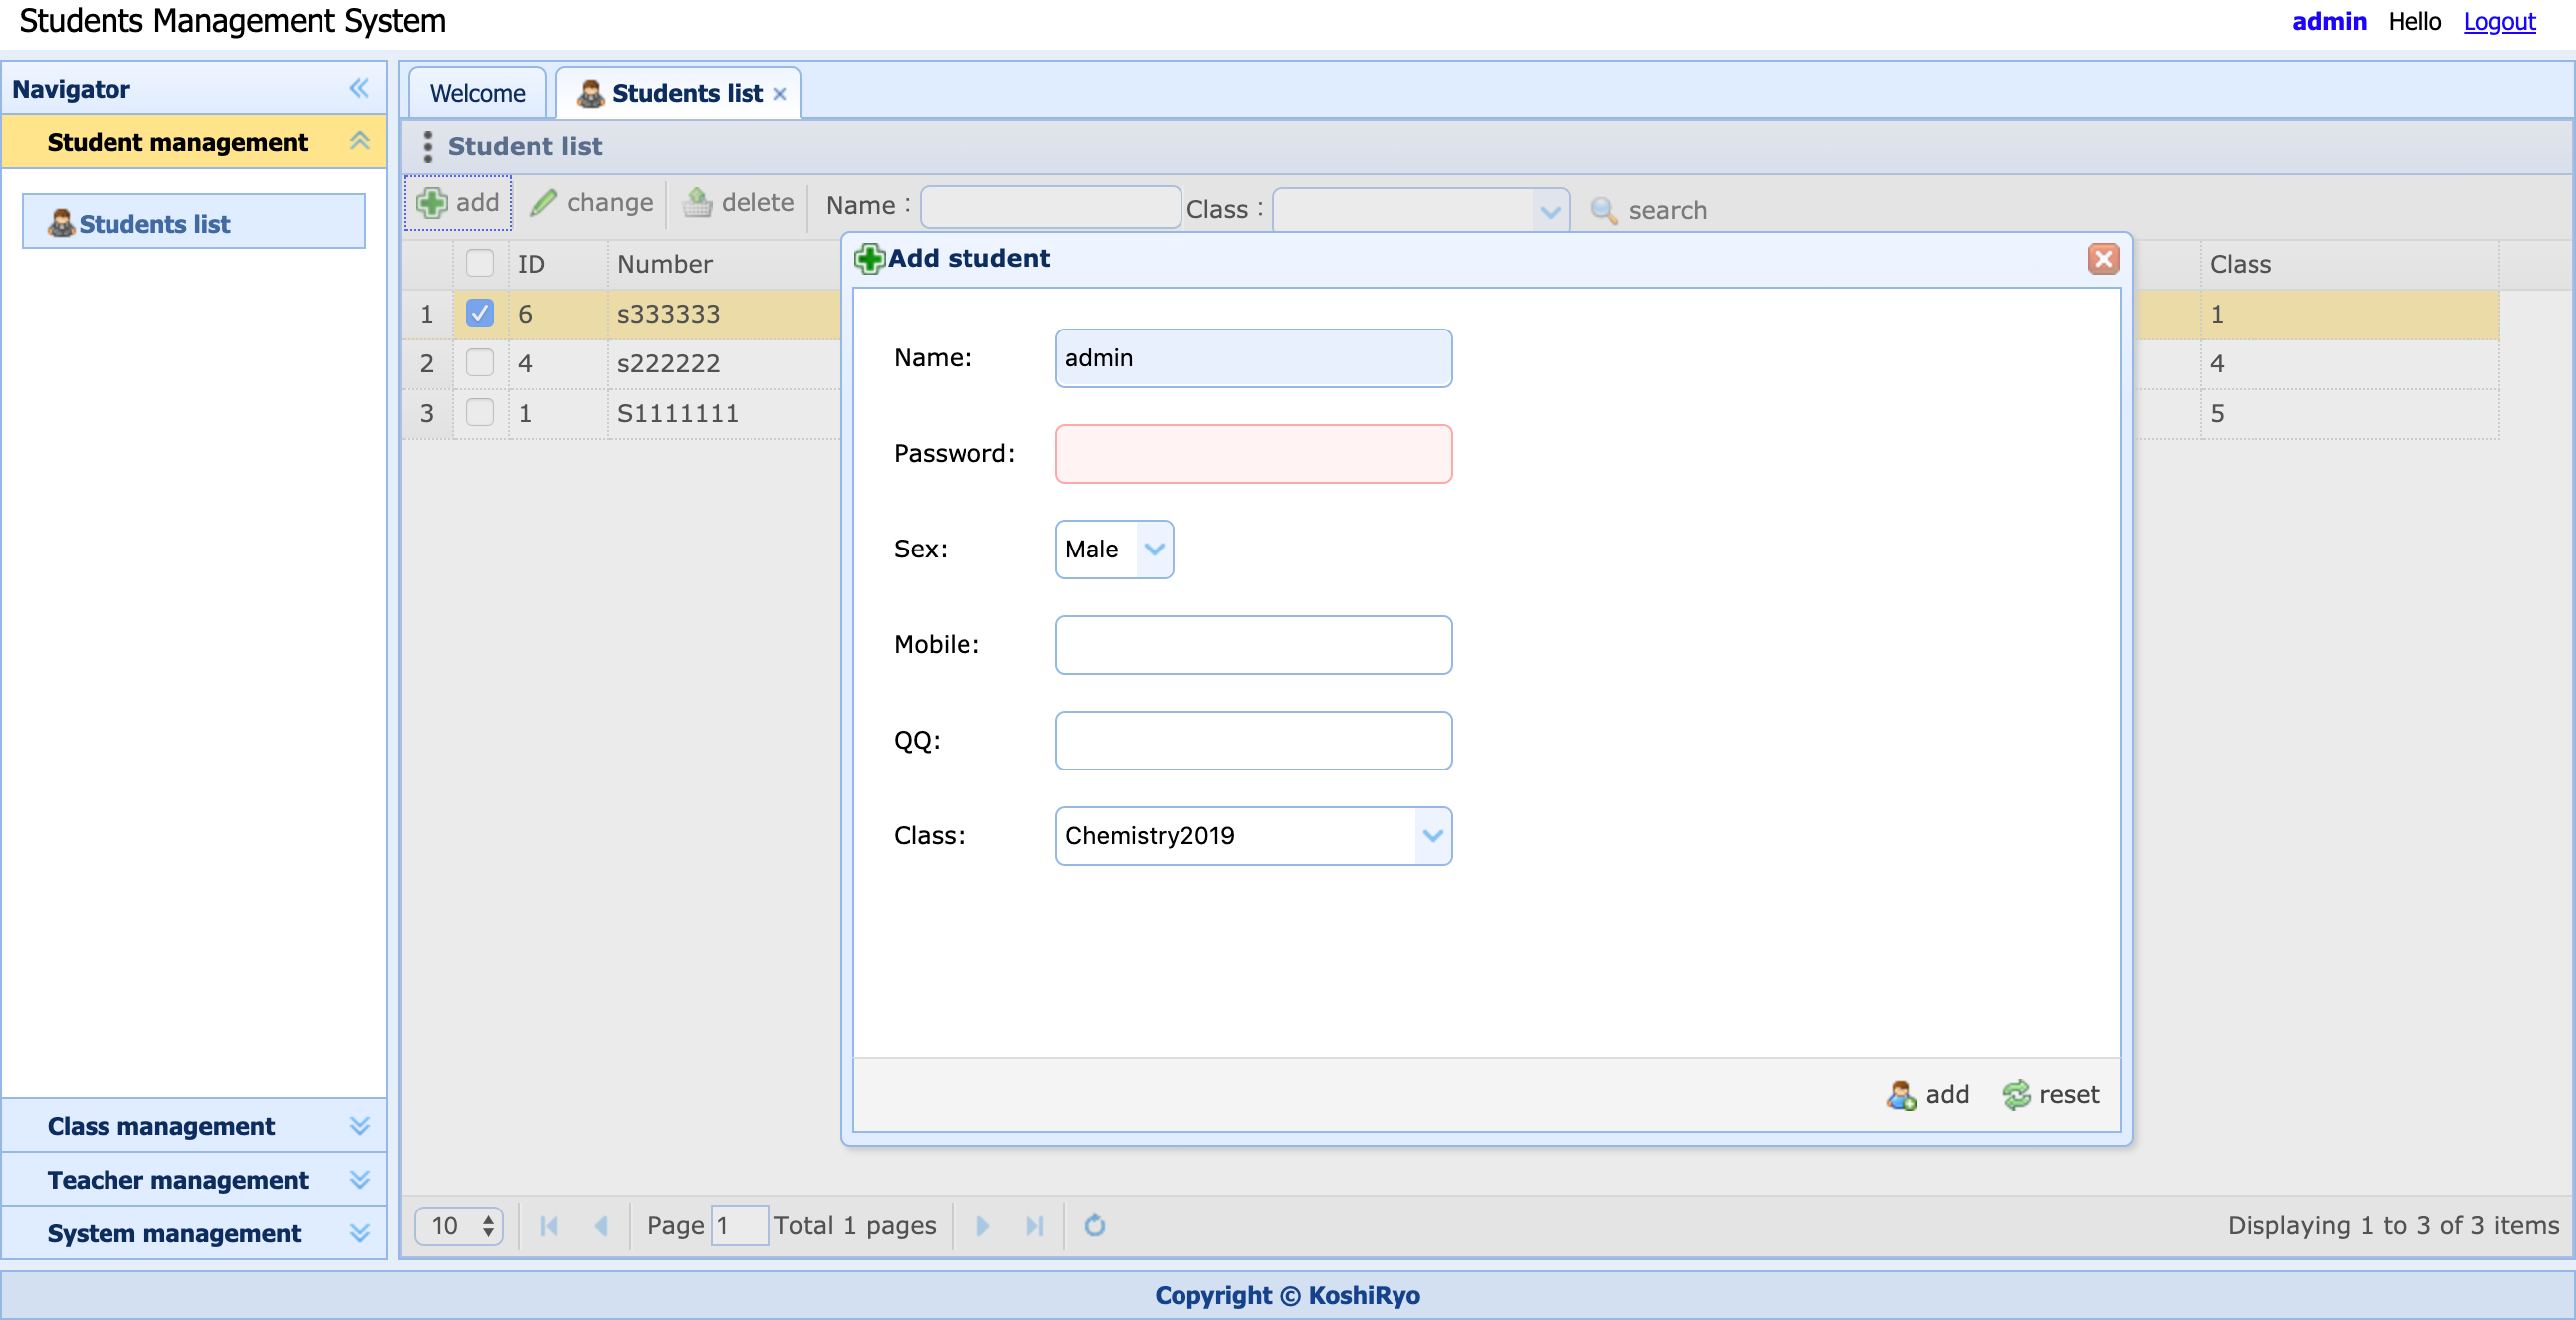 Students Management System
admin Hello Logout
Navigator
Student management
Students list
Class management
Teacher management
System management
Welcome
Students list
Student list
add change delete Name : Class : search
ID Number Class
1 6 s333333 1
2 4 s222222 4
3 1 S1111111 5
Add student
Name: admin
Password:
Sex: Male
Mobile:
QQ:
Class: Chemistry2019
add reset
10 Page 1 Total 1 pages Displaying 1 to 3 of 3 items
Copyright © KoshiRyo